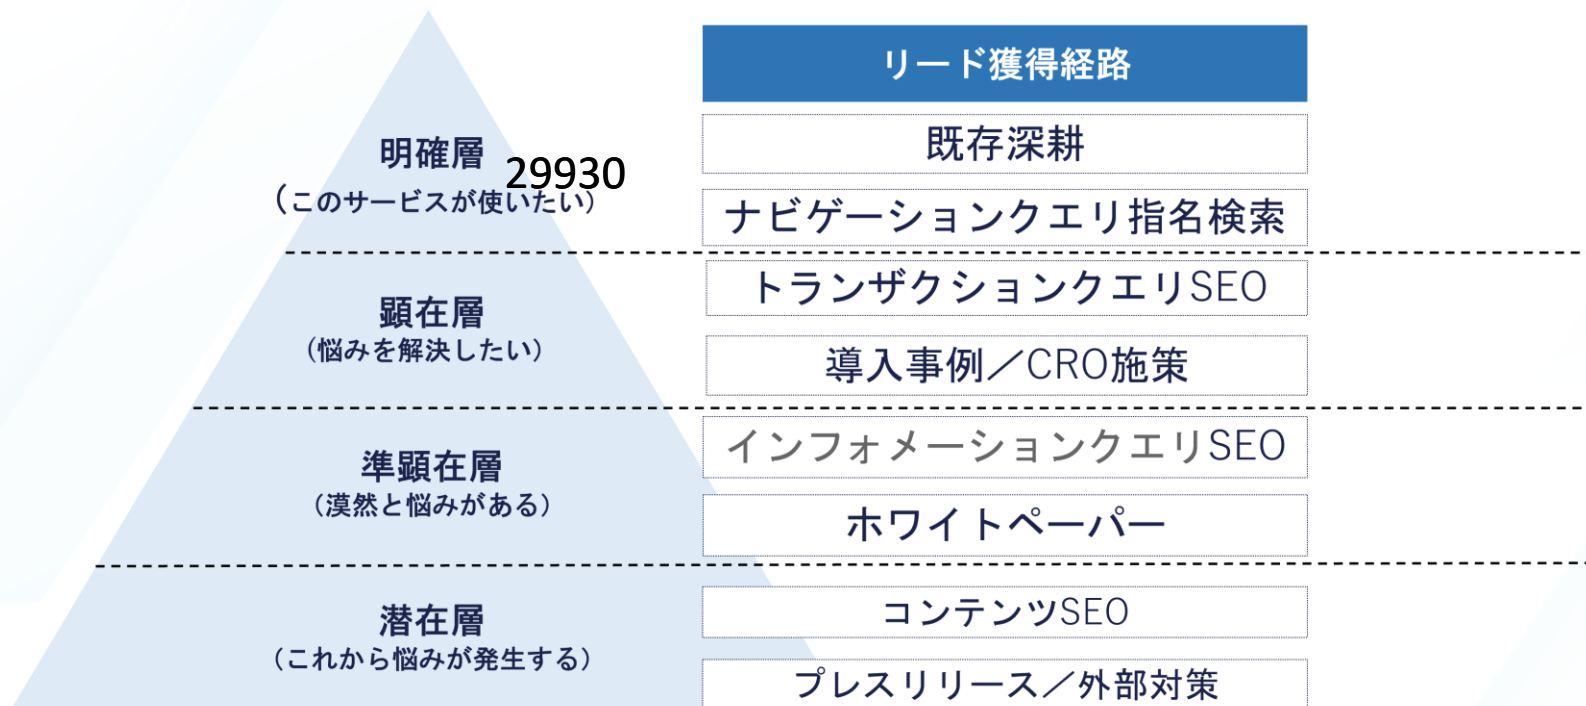 リード獲得経路
明確層
29930
（このサービスが使いたい）
既存深耕
ナビゲーションクエリ指名検索
顕在層
（悩みを解決したい）
トランザクションクエリSEO
導入事例／CRO施策
準顕在層
（漠然と悩みがある）
インフォメーションクエリSEO
ホワイトペーパー
潜在層
（これから悩みが発生する）
コンテンツSEO
プレスリリース／外部対策